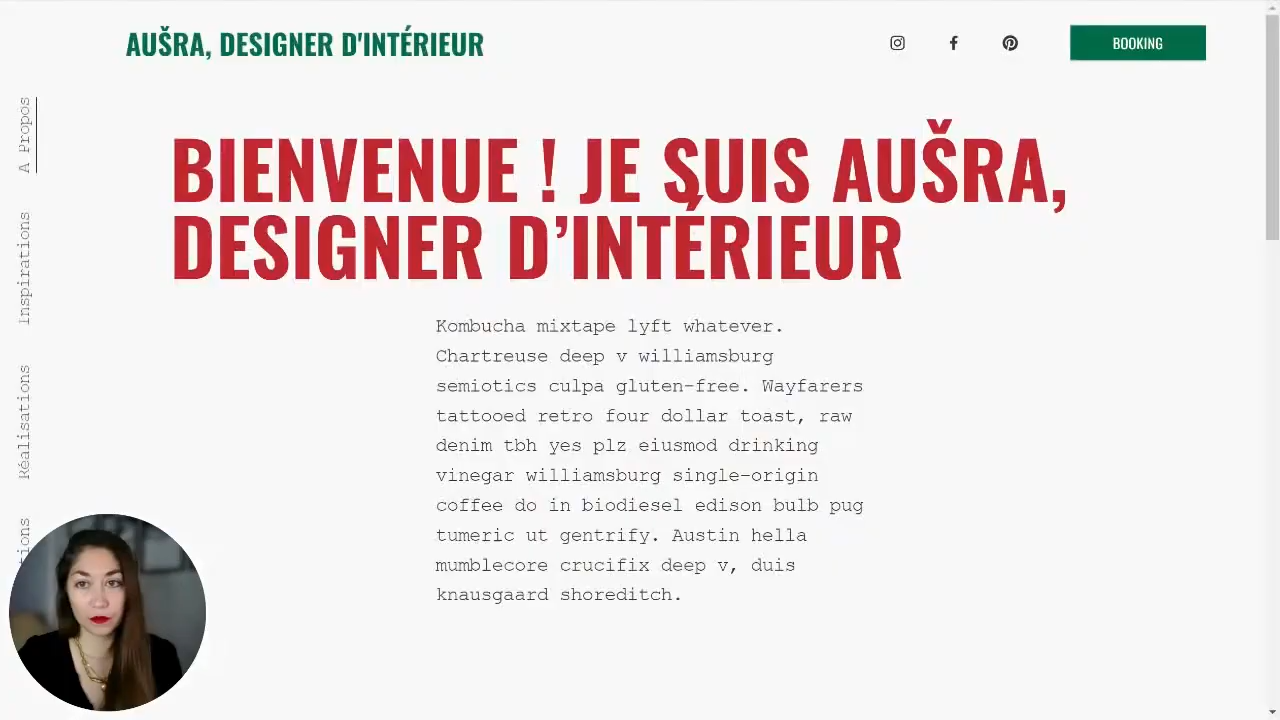 AUŠRA, DESIGNER D'INTÉRIEUR
BOOKING
A Propos
Inspirations
Réalisations
BIENVENUE ! JE SUIS AUŠRA,
DESIGNER D’INTÉRIEUR
Kombucha mixtape lyft whatever.
Chartreuse deep v williamsburg
semiotics culpa gluten-free. Wayfarers
tattooed retro four dollar toast, raw
denim tbh yes plz eiusmod drinking
vinegar williamsburg single-origin
coffee do in biodiesel edison bulb pug
tumeric ut gentrify. Austin hella
mumblecore crucifix deep v, duis
knausgaard shoreditch.